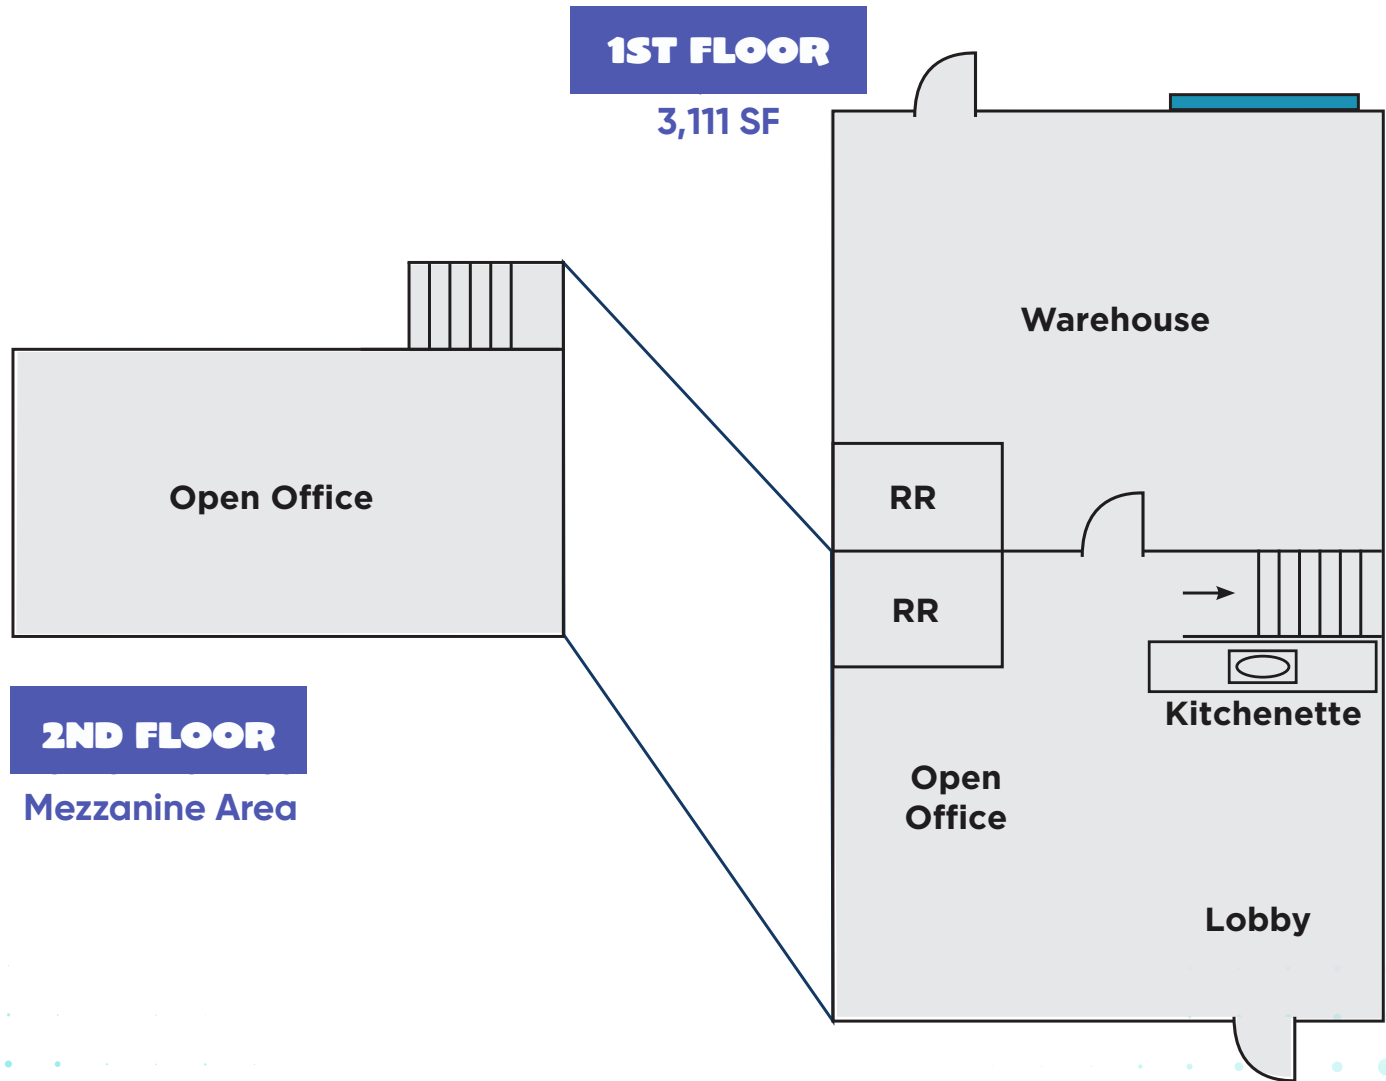 1ST FLOOR
3,111 SF
Warehouse
RR
RR
Kitchenette
Open
Office
Lobby
Open Office
2ND FLOOR
Mezzanine Area